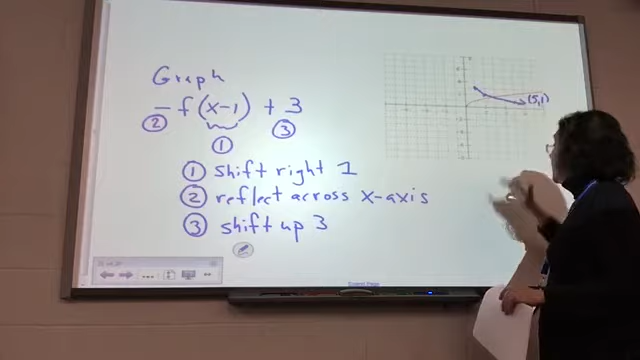 Graph
- f(x-1) + 3
② ① ③
① shift right 1
② reflect across x-axis
③ shift up 3
(5,1)